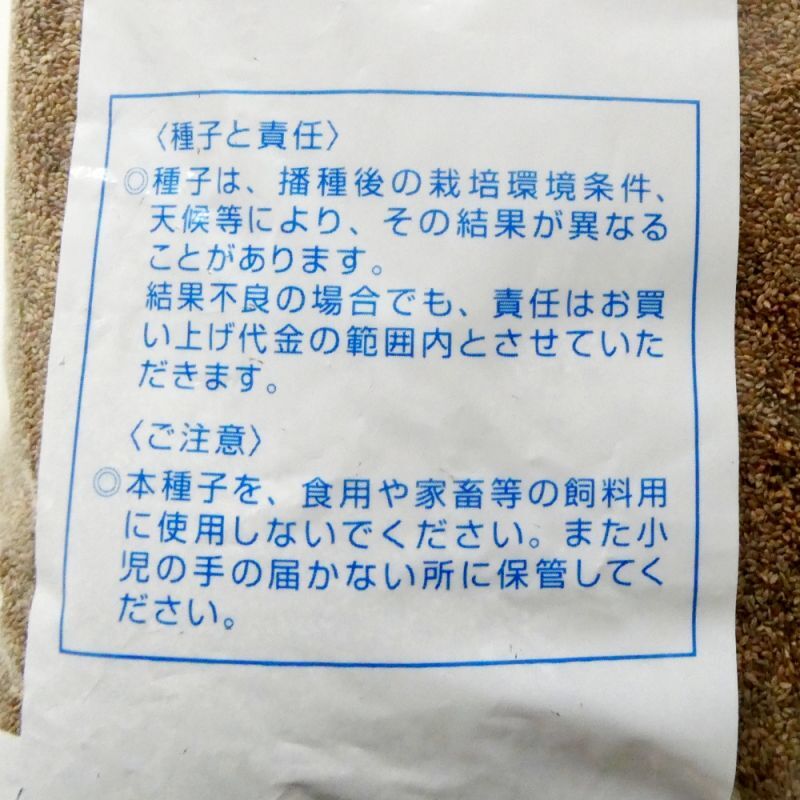 〈種子と責任〉
◎種子は、播種後の栽培環境条件、
天候等により、その結果が異なる
ことがあります。
結果不良の場合でも、責任はお買
い上げ代金の範囲内とさせていた
だきます。
〈ご注意〉
◎本種子を、食用や家畜等の飼料用
に使用しないでください。また小
児の手の届かない所に保管してく
ださい。